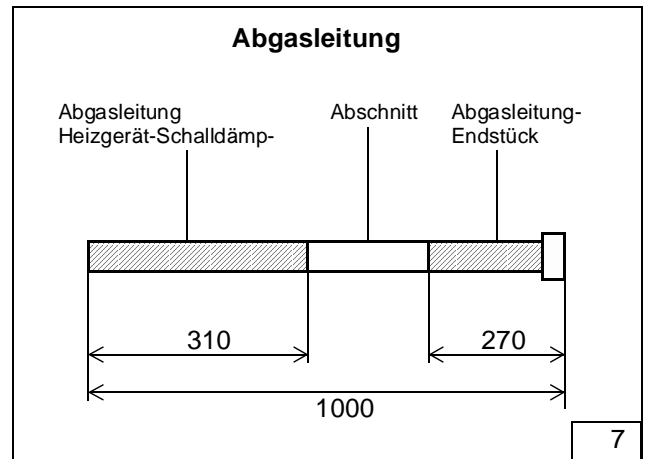 Abgasleitung
Abgasleitung
Heizgerät-Schalldämp-
Abschnitt
Abgasleitung-
Endstück
310
270
1000
7